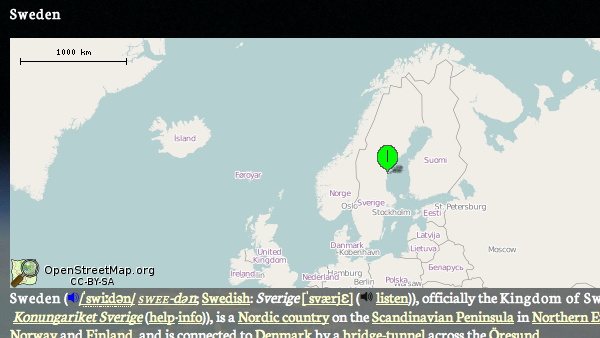 Sweden
1000 km
Ísland
Føroyar
Suomi
Norge
Oslo
Sverige
Stockholm
St. Petersburg
Eesti
Moscow
Latvija
Lietuva
Danmark
København
United
Kingdom
Ireland
Hamburg
Nederland
Berlin
Polska
Warsaw
Беларусь
OpenStreetMap.org
CC-BY-SA
Sweden (/ˈswiːdən/ SWEE-dən; Swedish: Sverige [ˈsværjɛ] (listen)), officially the Kingdom of Sw
Konungariket Sverige (help·info)), is a Nordic country on the Scandinavian Peninsula in Northern E
Norway and Finland, and is connected to Denmark by a bridge-tunnel across the Öresund.